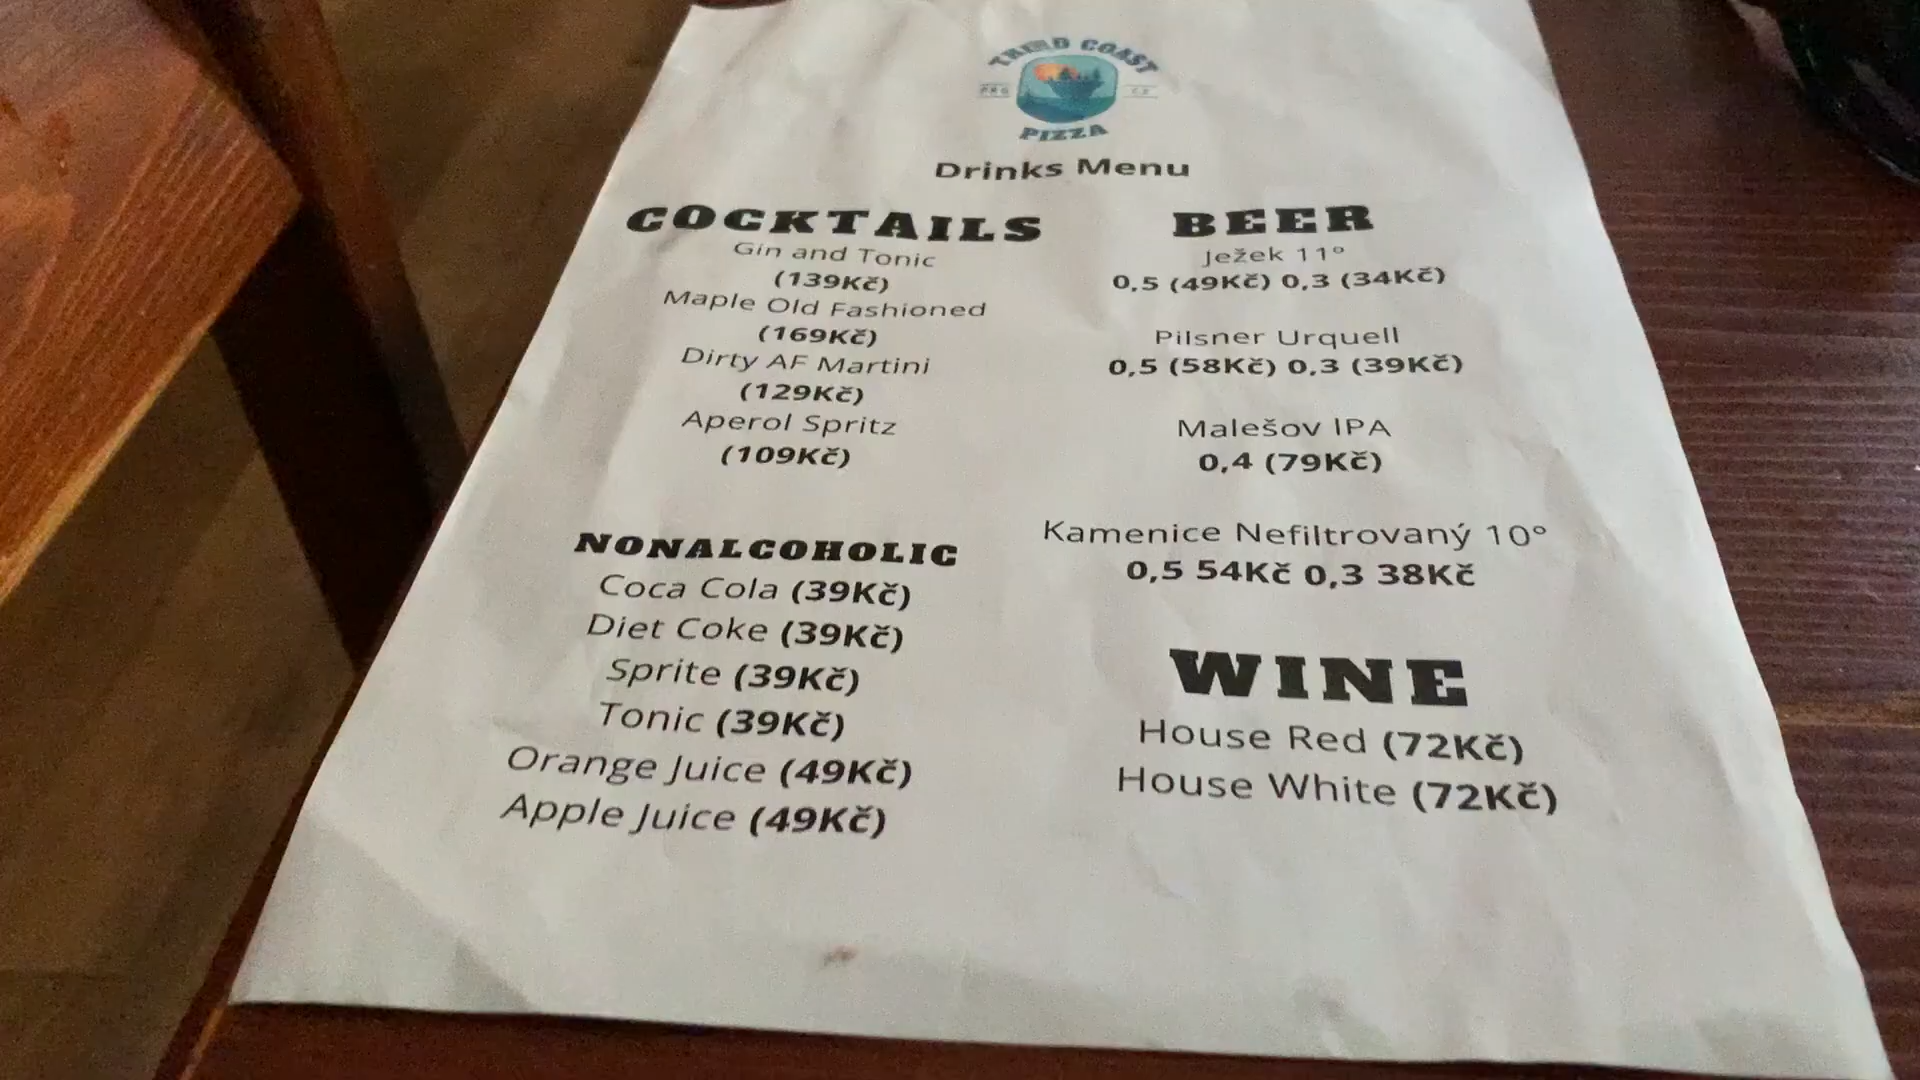 THIRD COAST
PRG CZ
PIZZA
Drinks Menu
COCKTAILS
Gin and Tonic
(139Kč)
Maple Old Fashioned
(169Kč)
Dirty AF Martini
(129Kč)
Aperol Spritz
(109Kč)
NONALCOHOLIC
Coca Cola (39Kč)
Diet Coke (39Kč)
Sprite (39Kč)
Tonic (39Kč)
Orange Juice (49Kč)
Apple Juice (49Kč)
BEER
Ježek 11°
0,5 (49Kč) 0,3 (34Kč)
Pilsner Urquell
0,5 (58Kč) 0,3 (39Kč)
Malešov IPA
0,4 (79Kč)
Kamenice Nefiltrovaný 10°
0,5 54Kč 0,3 38Kč
WINE
House Red (72Kč)
House White (72Kč)